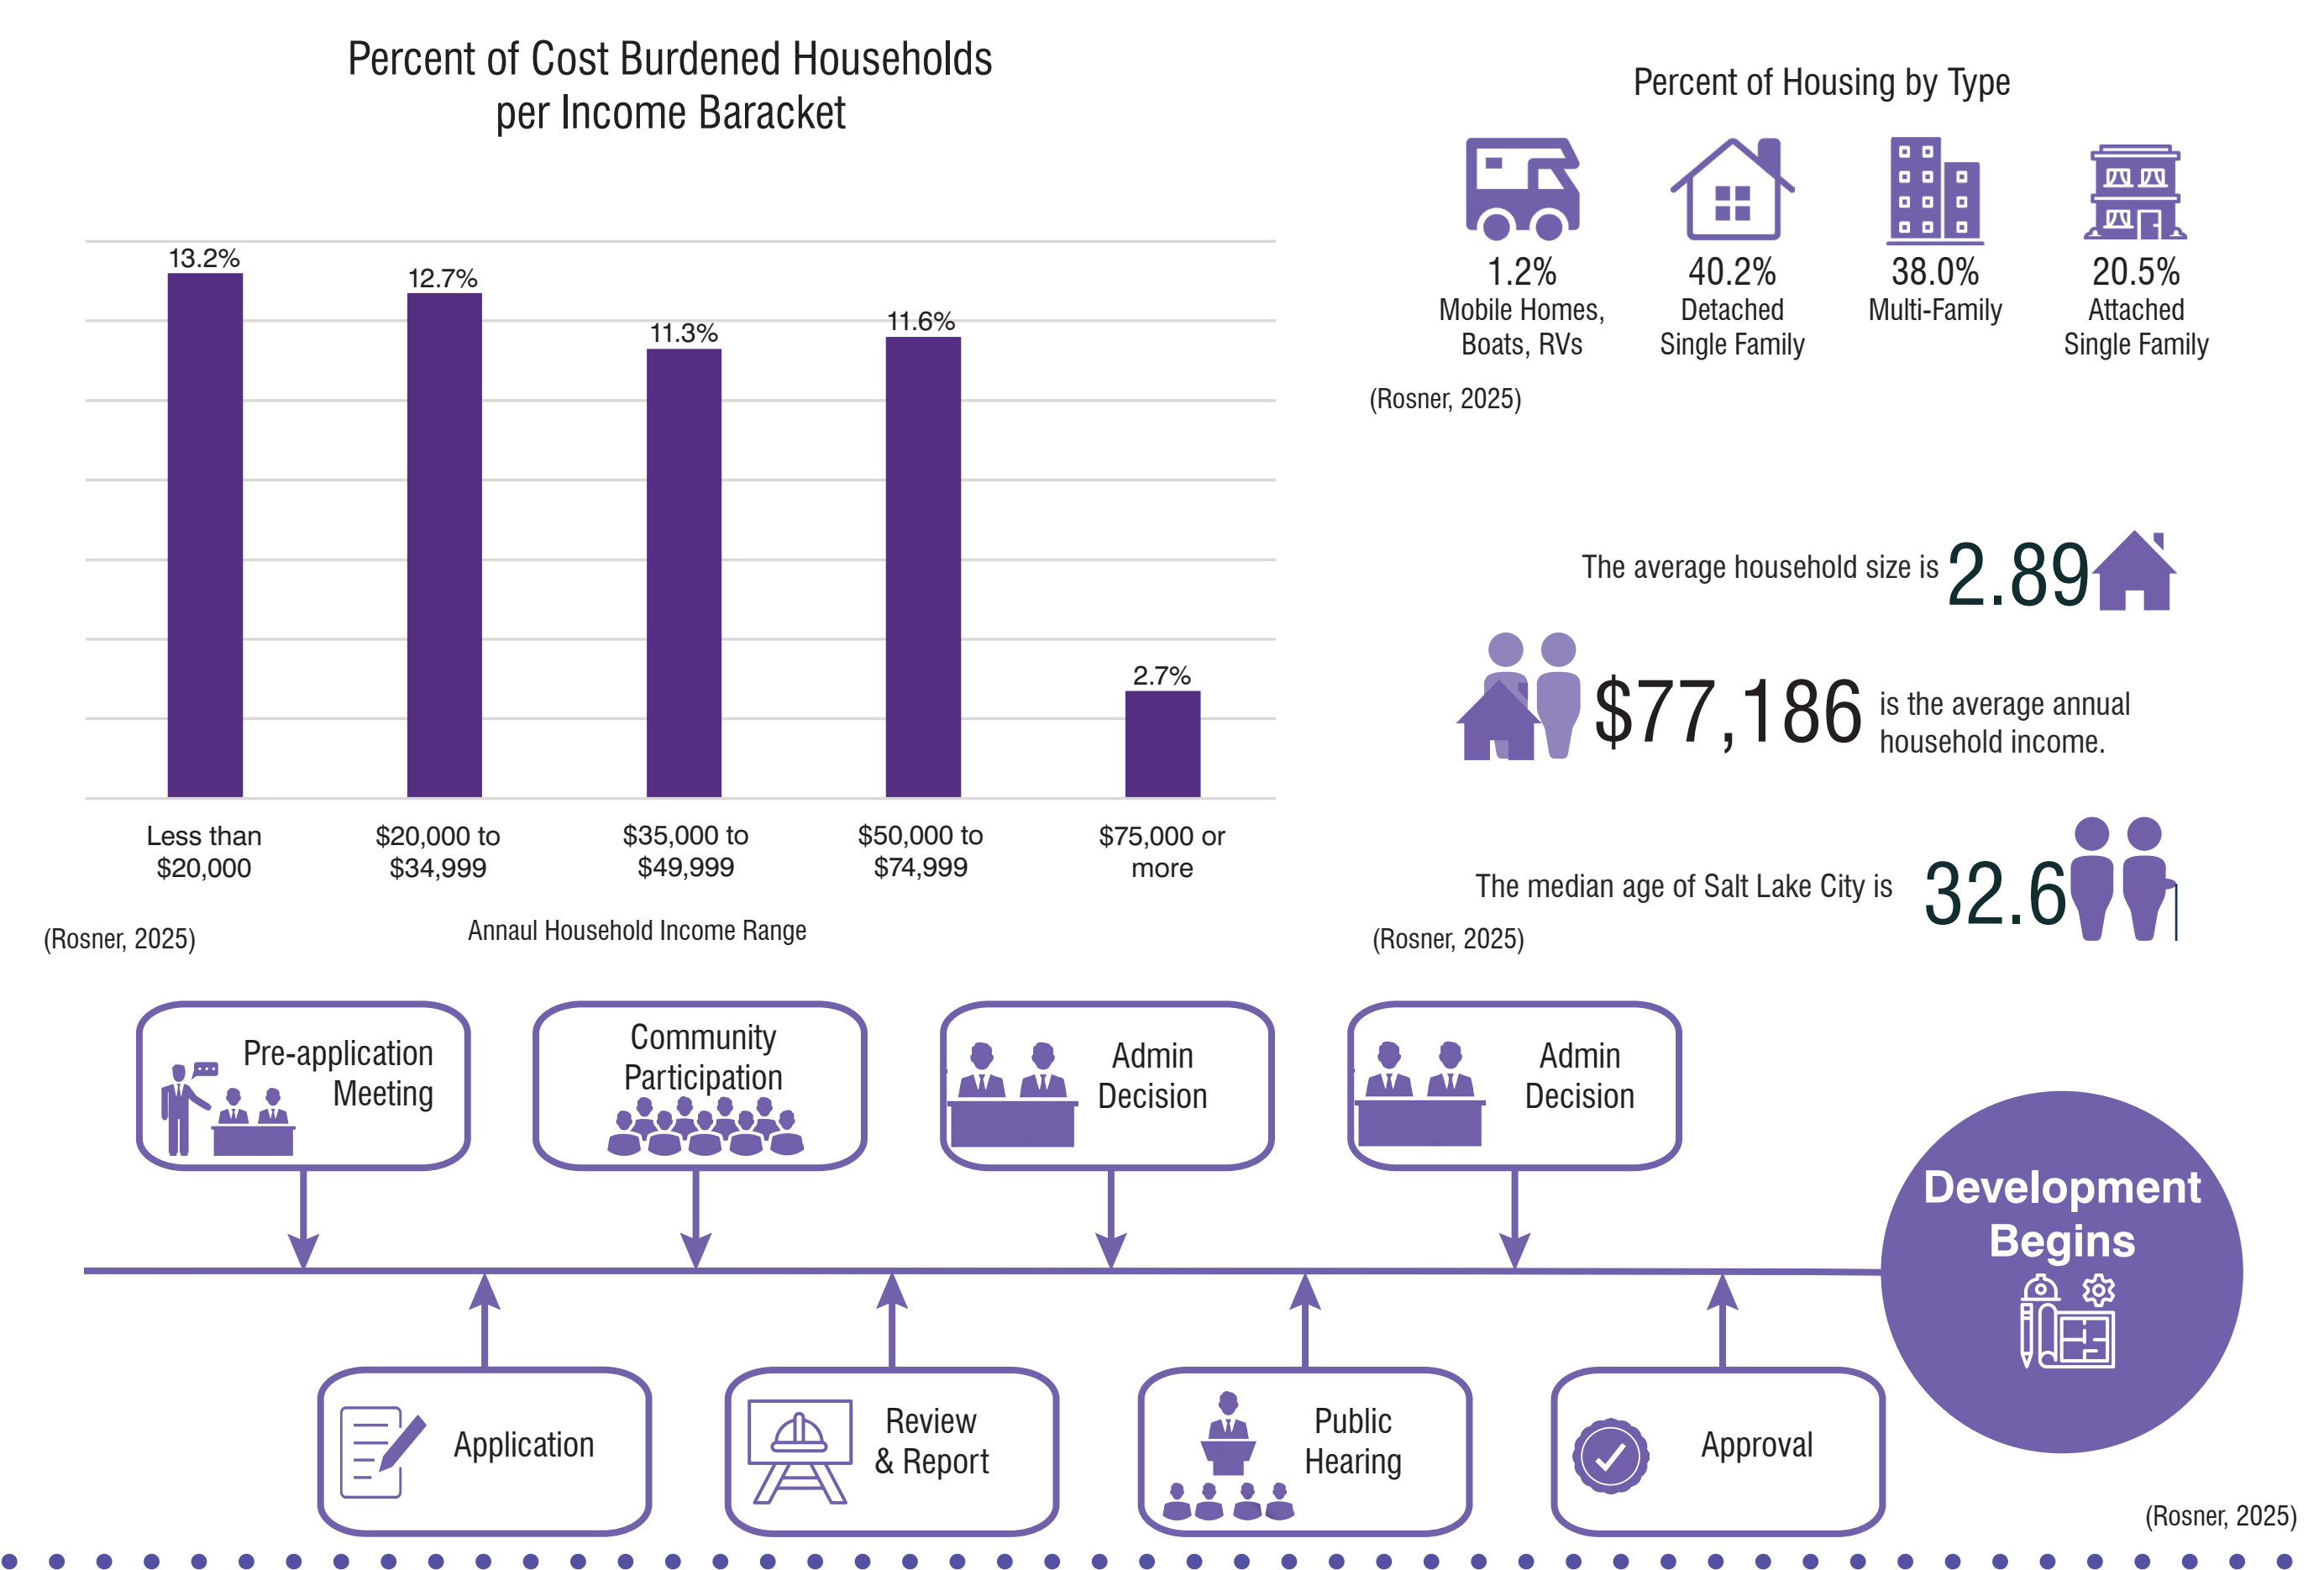 Percent of Cost Burdened Households
per Income Baracket
13.2%
12.7%
11.3%
11.6%
2.7%
Less than
$20,000
$20,000 to
$34,999
$35,000 to
$49,999
$50,000 to
$74,999
$75,000 or
more
(Rosner, 2025)
Annaul Household Income Range
Percent of Housing by Type
1.2%
Mobile Homes,
Boats, RVs
40.2%
Detached
Single Family
38.0%
Multi-Family
20.5%
Attached
Single Family
(Rosner, 2025)
The average household size is 2.89
$77,186 is the average annual
household income.
The median age of Salt Lake City is 32.6
(Rosner, 2025)
Pre-application
Meeting
Application
Community
Participation
Review
& Report
Admin
Decision
Public
Hearing
Admin
Decision
Approval
Development
Begins
(Rosner, 2025)